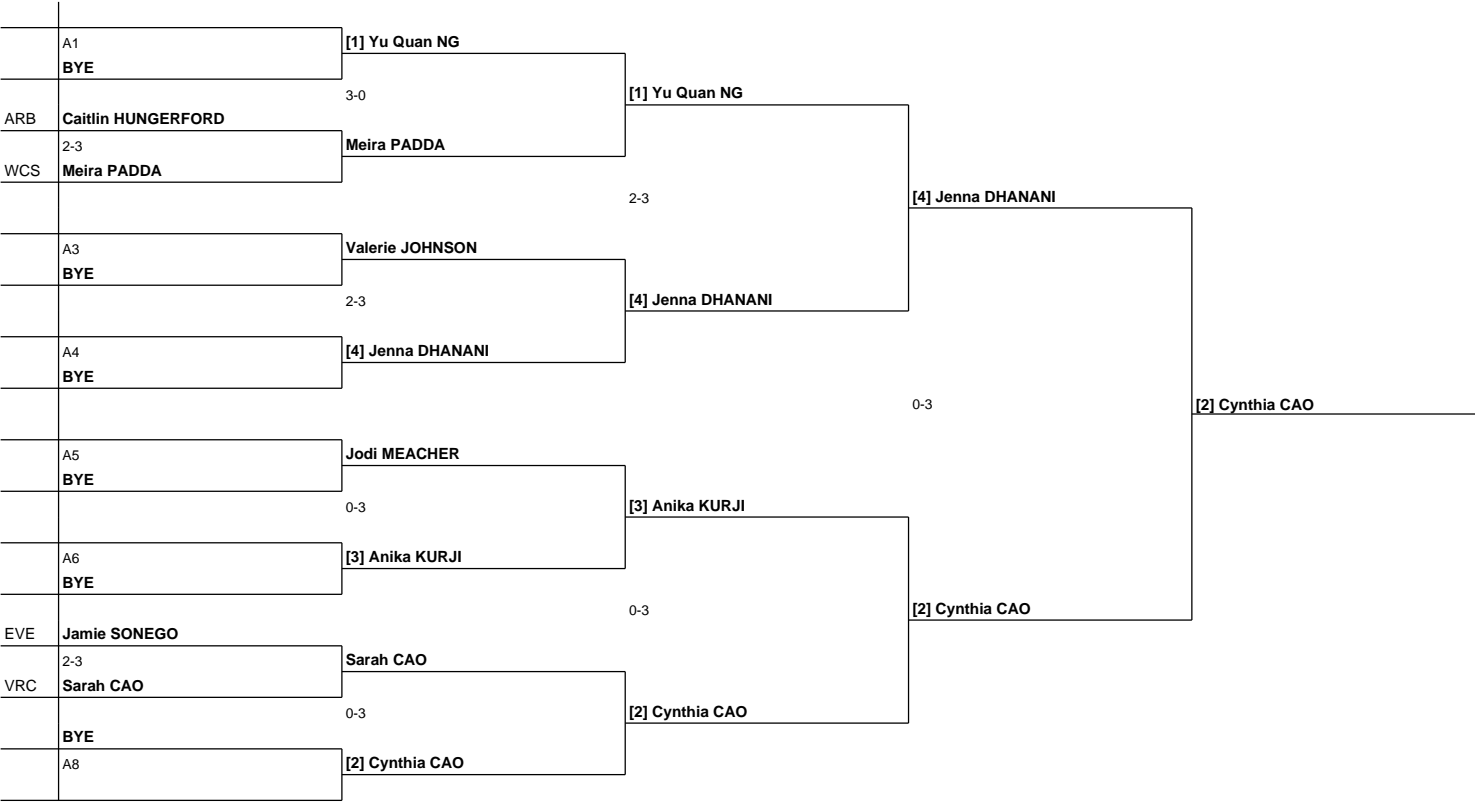 A1
[1] Yu Quan NG
BYE
3-0
[1] Yu Quan NG
ARB Caitlin HUNGERFORD
2-3
Meira PADDA
WCS Meira PADDA
2-3
[4] Jenna DHANANI
A3
Valerie JOHNSON
BYE
2-3
[4] Jenna DHANANI
A4
[4] Jenna DHANANI
BYE
0-3
[2] Cynthia CAO
A5
Jodi MEACHER
BYE
0-3
[3] Anika KURJI
A6
[3] Anika KURJI
BYE
0-3
[2] Cynthia CAO
EVE Jamie SONEGO
2-3
Sarah CAO
VRC Sarah CAO
0-3
[2] Cynthia CAO
BYE
A8
[2] Cynthia CAO